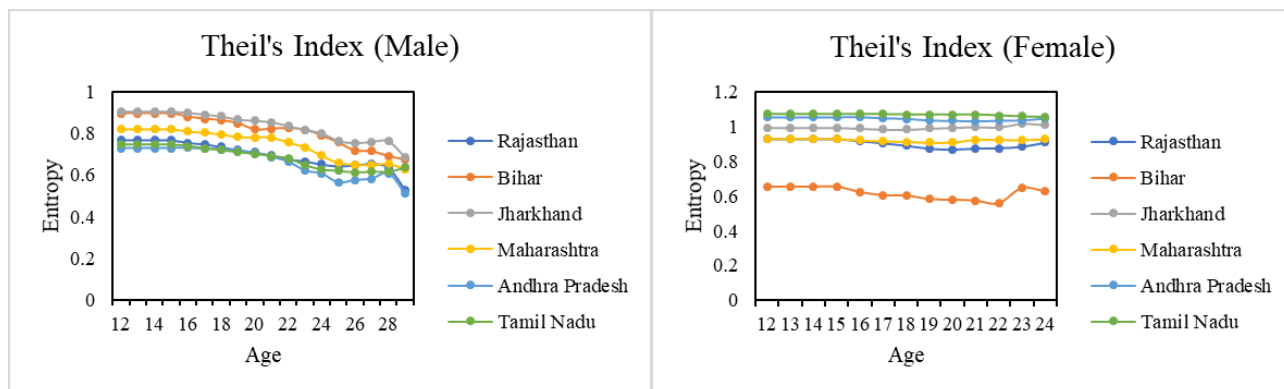 Theil's Index (Male)
1
0.8
0.6
0.4
0.2
0
Entropy
12 14 16 18 20 22 24 26 28
Age
Rajasthan
Bihar
Jharkhand
Maharashtra
Andhra Pradesh
Tamil Nadu
Theil's Index (Female)
1.2
1
0.8
0.6
0.4
0.2
0
Entropy
12 13 14 15 16 17 18 19 20 21 22 23 24
Age
Rajasthan
Bihar
Jharkhand
Maharashtra
Andhra Pradesh
Tamil Nadu